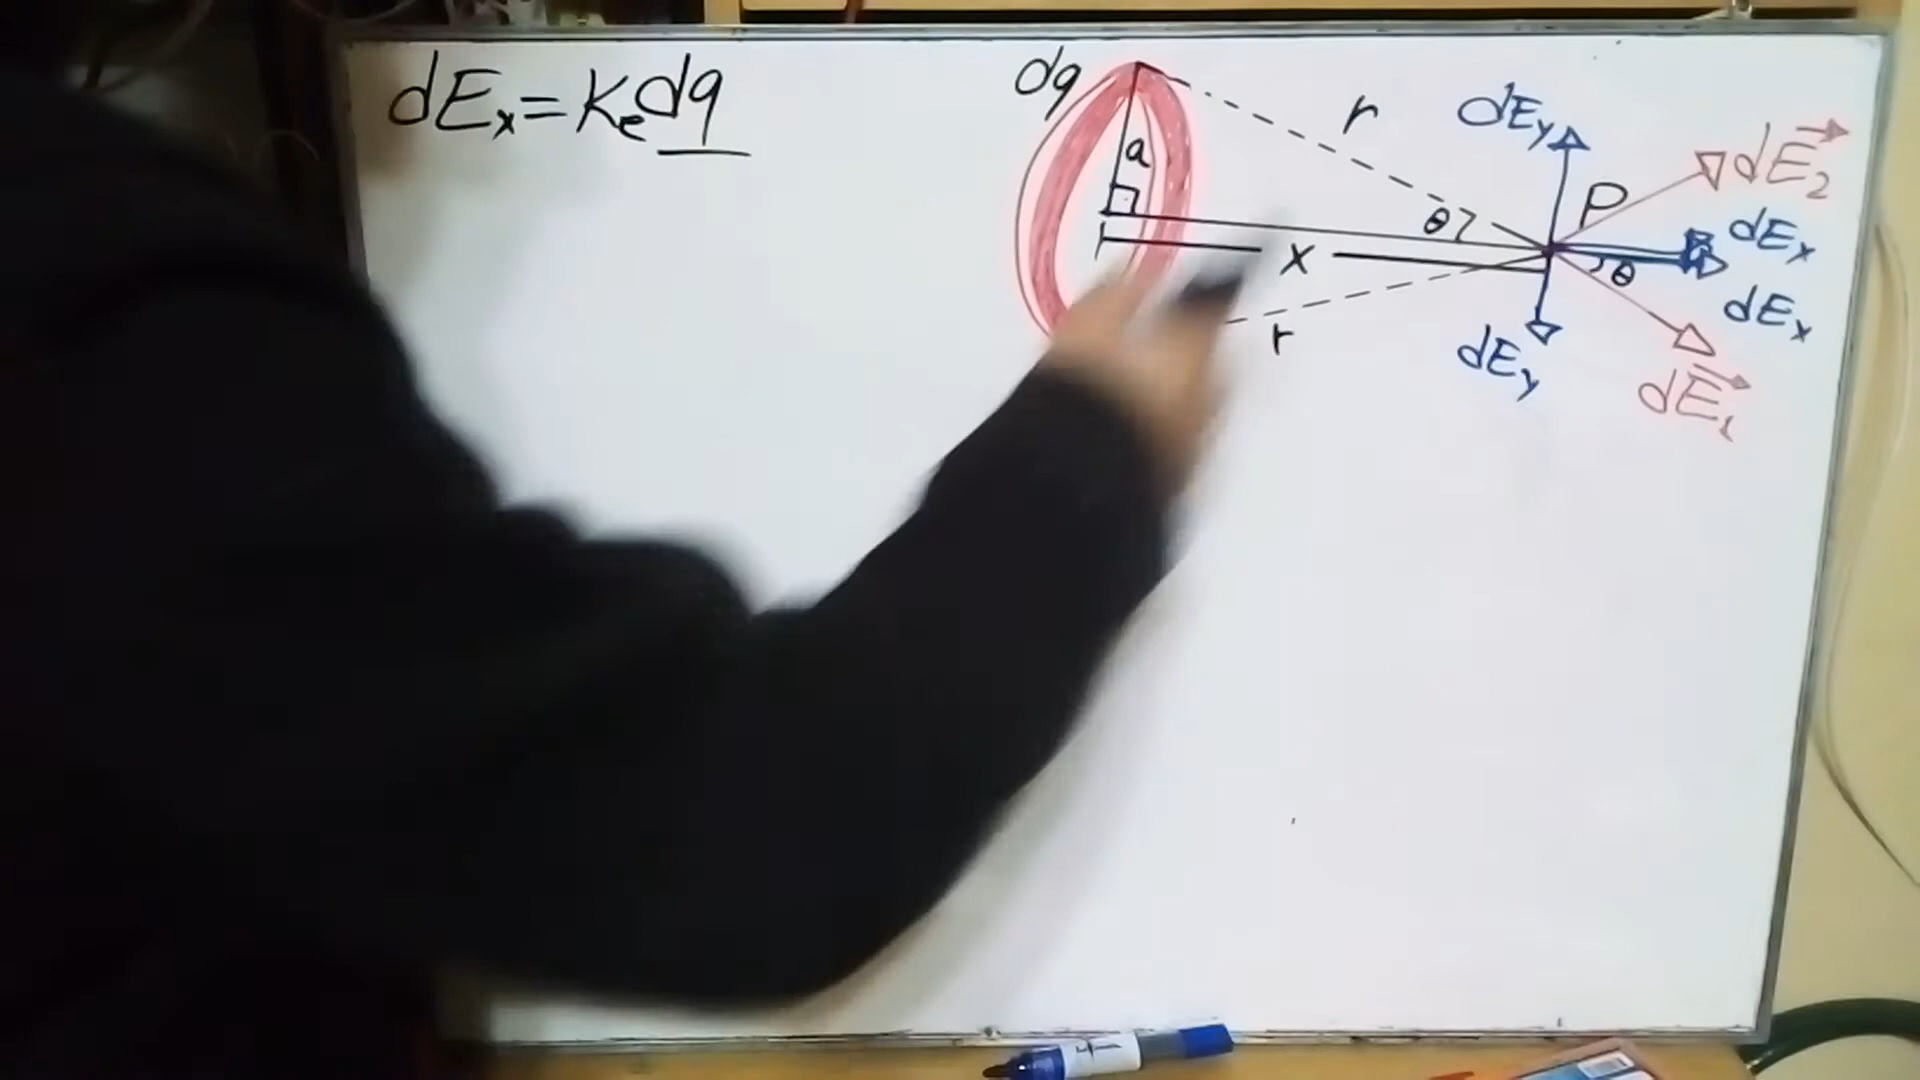 dEx = Ke dq
dq
a
r
θ
x
r
dEy
P
dE₂
dEx
θ
dEx
dEy
dE₁